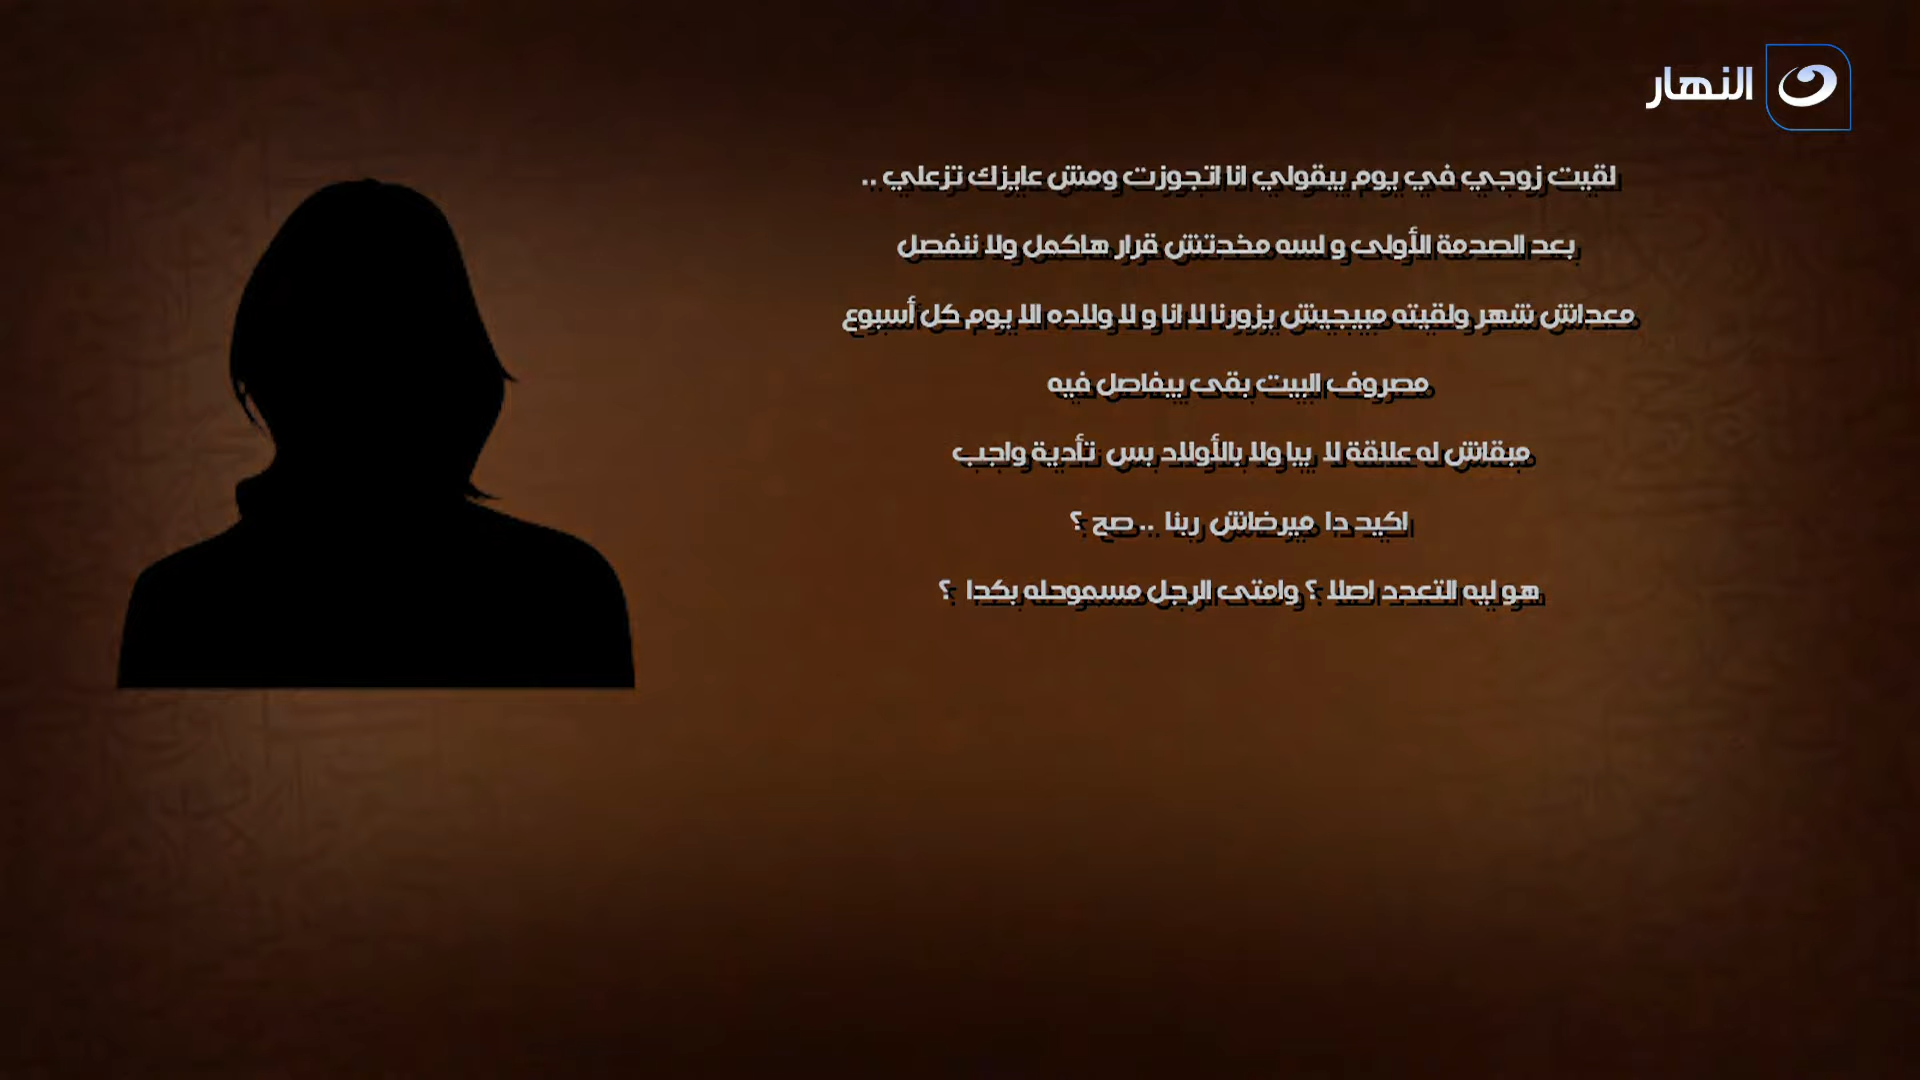 النهار
لقيت زوجي في يوم بيقولي انا اتجوزت ومش عايزك تزعلي ..
بعد الصدمة الأولى و لسه مخدتش قرار هاكمل ولا ننفصل
معداش شهر ولقيته مبيجيش يزورنا لا انا و لا ولاده الا يوم كل أسبوع
مصروف البيت بقى بيفاصل فيه
مبقاش له علاقة لا بيا ولا بالأولاد بس تأدية واجب
اكيد دا ميرضاش ربنا .. صح ؟
هو ليه التعدد اصلا ؟ وامتى الرجل مسموحله بكدا ؟